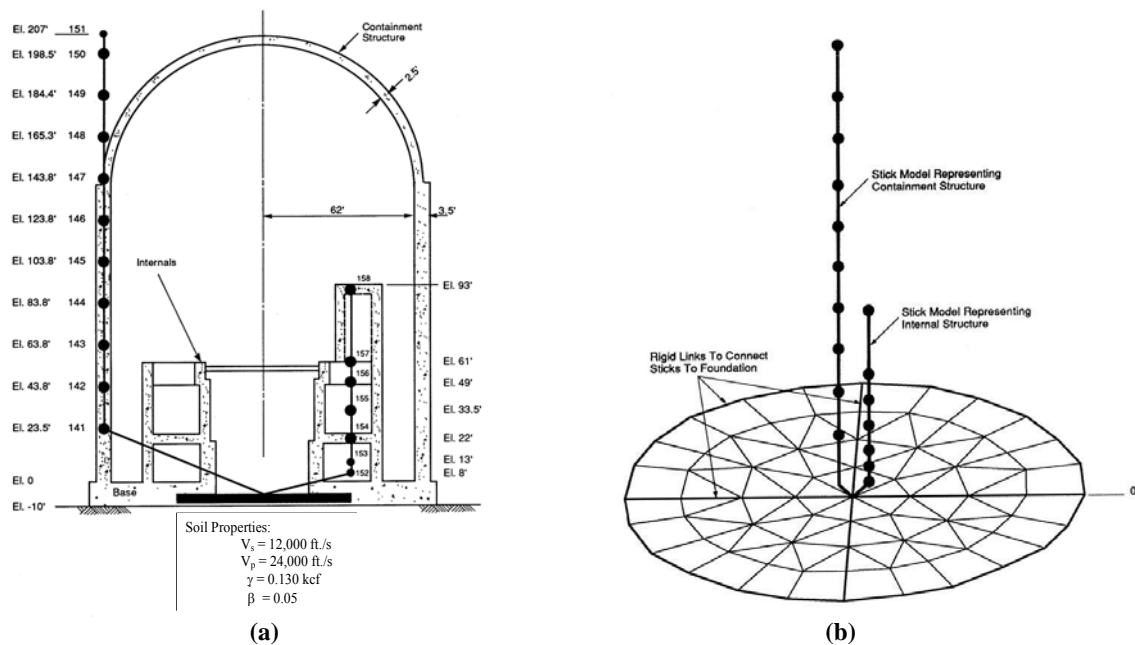 El. 207' 151
El. 198.5' 150
El. 184.4' 149
El. 165.3' 148
El. 143.8' 147
El. 123.8' 146
El. 103.8' 145
El. 83.8' 144
El. 63.8' 143
El. 43.8' 142
El. 23.5' 141
El. 0
El. -10'
Containment
Structure
2.5'
62'
3.5'
Internals
158
El. 93'
157
El. 61'
156
El. 49'
155
El. 33.5'
154
El. 22'
153
El. 13'
152
El. 8'
Base
Soil Properties:
Vs = 12,000 ft./s
Vp = 24,000 ft./s
γ = 0.130 kcf
β = 0.05
(a)
Stick Model Representing
Containment Structure
Stick Model Representing
Internal Structure
Rigid Links To Connect
Sticks To Foundation
0
(b)